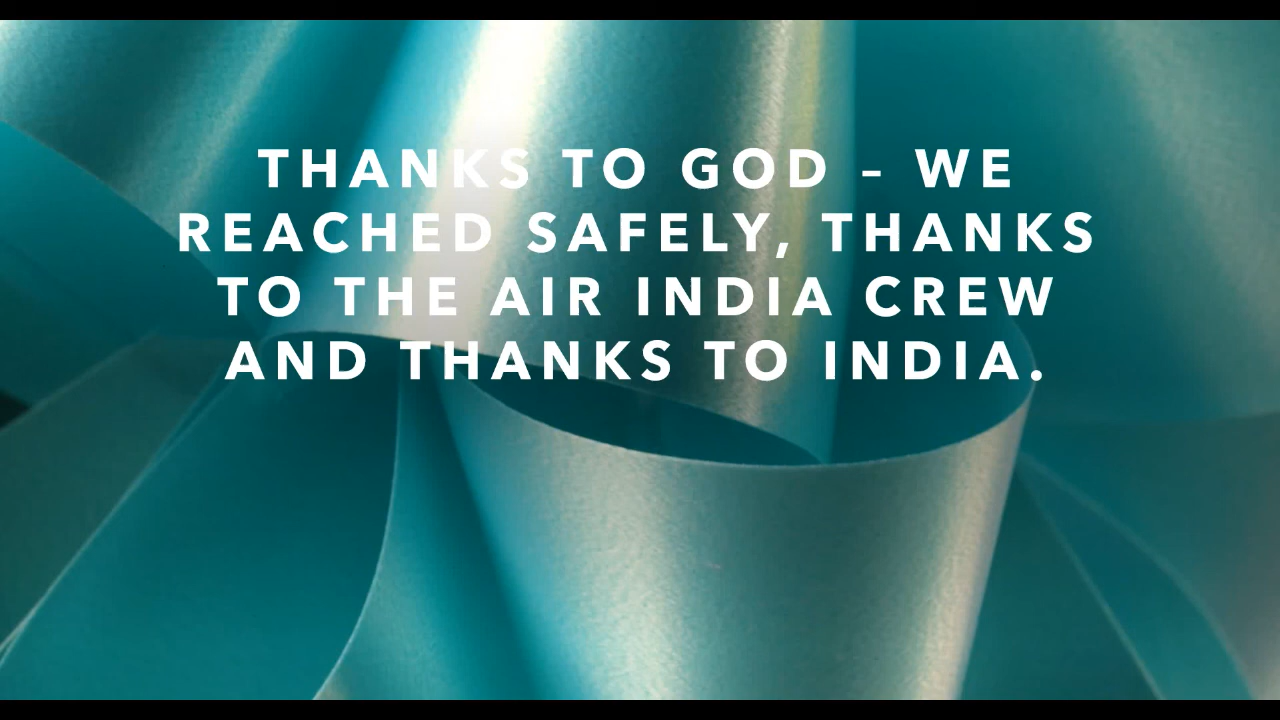 THANKS TO GOD – WE
REACHED SAFELY, THANKS
TO THE AIR INDIA CREW
AND THANKS TO INDIA.